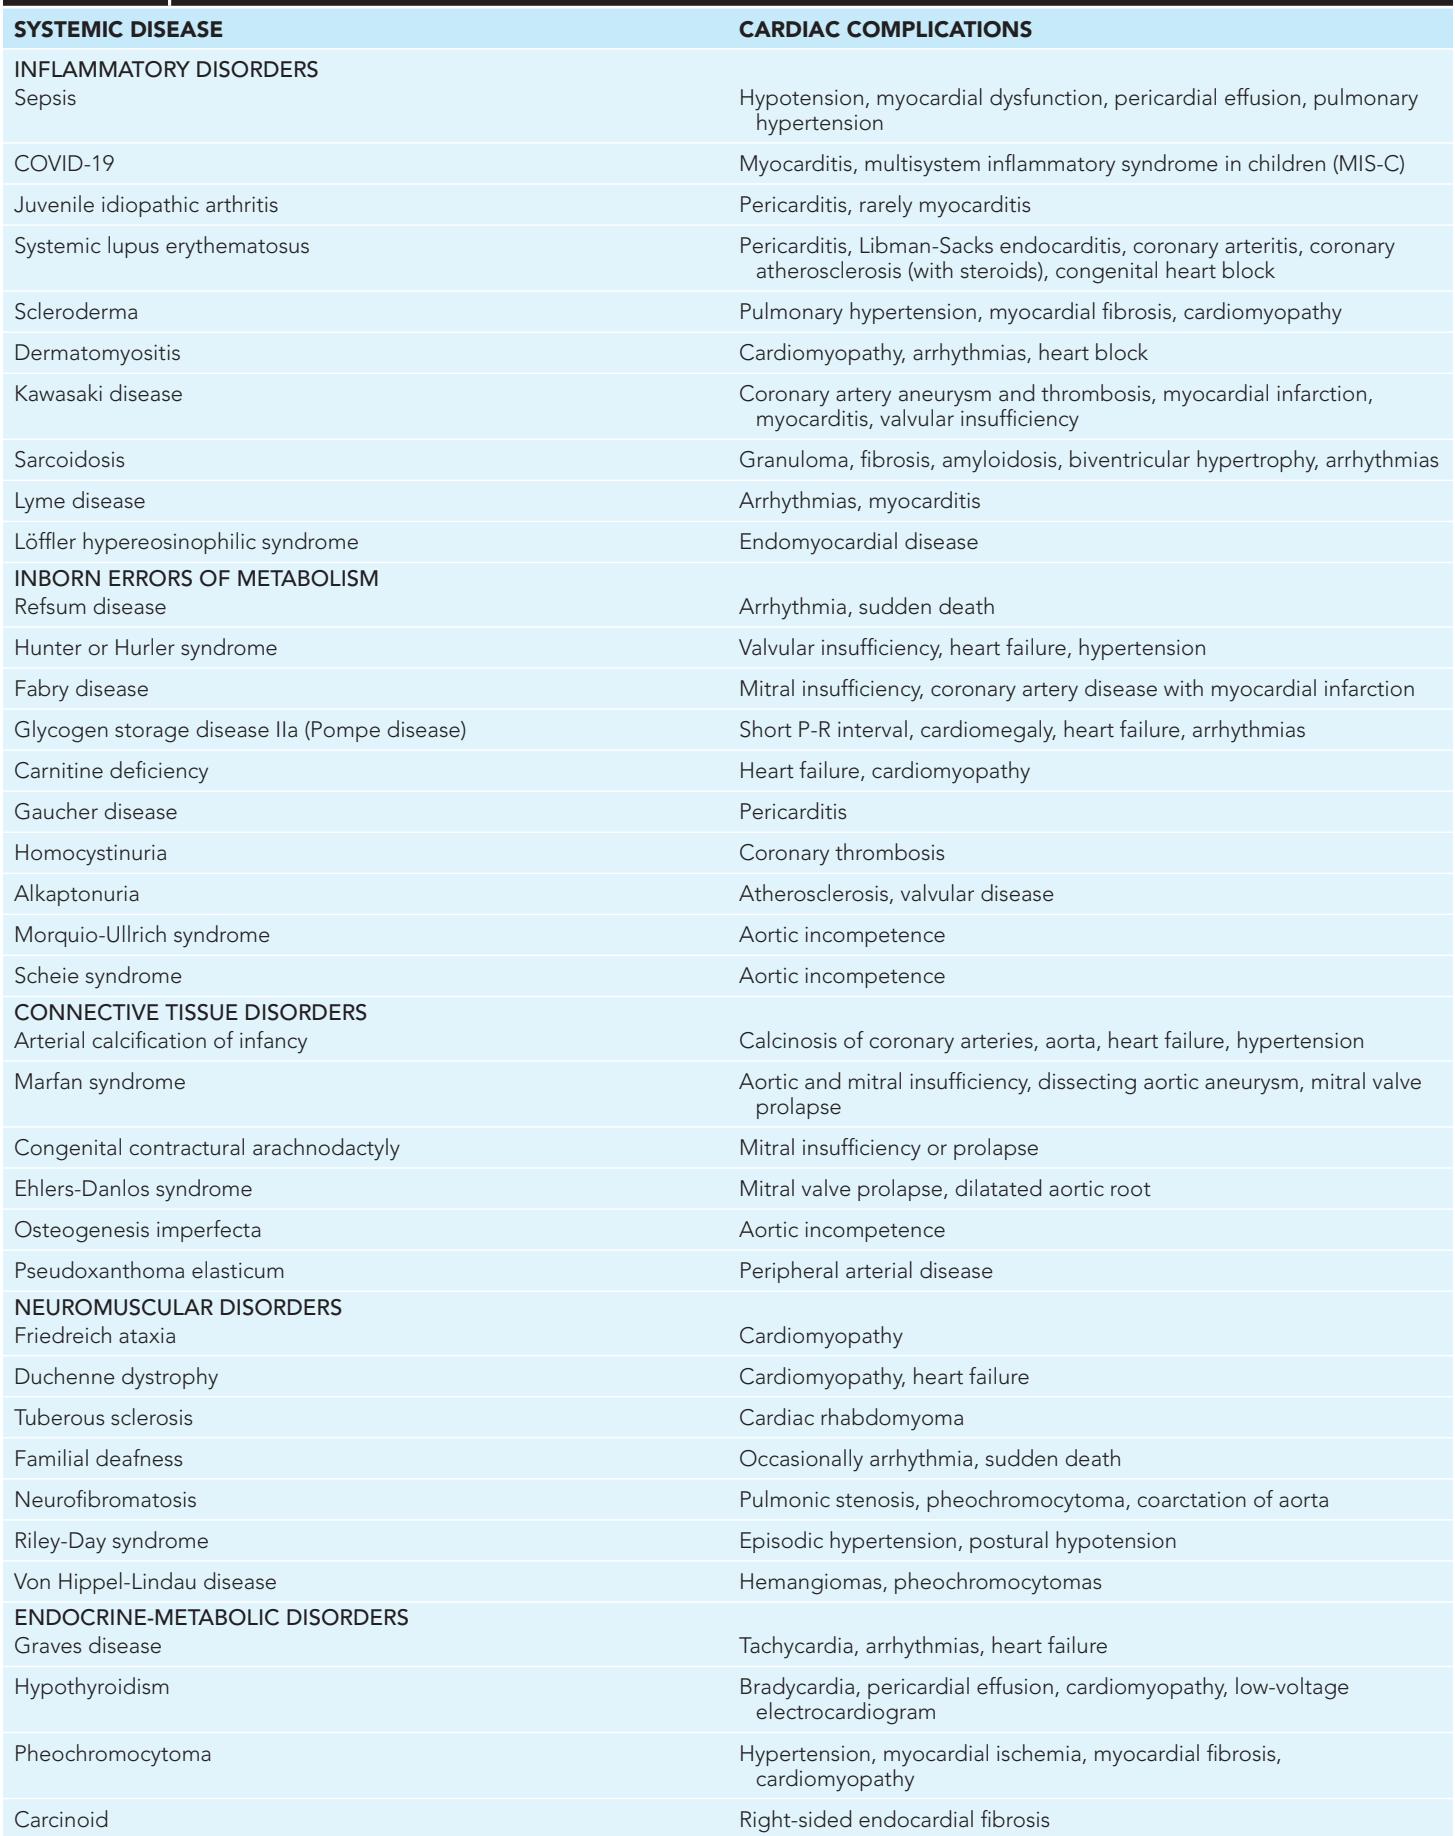 SYSTEMIC DISEASE CARDIAC COMPLICATIONS
INFLAMMATORY DISORDERS
Sepsis Hypotension, myocardial dysfunction, pericardial effusion, pulmonary
hypertension
COVID-19 Myocarditis, multisystem inflammatory syndrome in children (MIS-C)
Juvenile idiopathic arthritis Pericarditis, rarely myocarditis
Systemic lupus erythematosus Pericarditis, Libman-Sacks endocarditis, coronary arteritis, coronary
atherosclerosis (with steroids), congenital heart block
Scleroderma Pulmonary hypertension, myocardial fibrosis, cardiomyopathy
Dermatomyositis Cardiomyopathy, arrhythmias, heart block
Kawasaki disease Coronary artery aneurysm and thrombosis, myocardial infarction,
myocarditis, valvular insufficiency
Sarcoidosis Granuloma, fibrosis, amyloidosis, biventricular hypertrophy, arrhythmias
Lyme disease Arrhythmias, myocarditis
Löffler hypereosinophilic syndrome Endomyocardial disease
INBORN ERRORS OF METABOLISM
Refsum disease Arrhythmia, sudden death
Hunter or Hurler syndrome Valvular insufficiency, heart failure, hypertension
Fabry disease Mitral insufficiency, coronary artery disease with myocardial infarction
Glycogen storage disease IIa (Pompe disease) Short P-R interval, cardiomegaly, heart failure, arrhythmias
Carnitine deficiency Heart failure, cardiomyopathy
Gaucher disease Pericarditis
Homocystinuria Coronary thrombosis
Alkaptonuria Atherosclerosis, valvular disease
Morquio-Ullrich syndrome Aortic incompetence
Scheie syndrome Aortic incompetence
CONNECTIVE TISSUE DISORDERS
Arterial calcification of infancy Calcinosis of coronary arteries, aorta, heart failure, hypertension
Marfan syndrome Aortic and mitral insufficiency, dissecting aortic aneurysm, mitral valve
prolapse
Congenital contractural arachnodactyly Mitral insufficiency or prolapse
Ehlers-Danlos syndrome Mitral valve prolapse, dilatated aortic root
Osteogenesis imperfecta Aortic incompetence
Pseudoxanthoma elasticum Peripheral arterial disease
NEUROMUSCULAR DISORDERS
Friedreich ataxia Cardiomyopathy
Duchenne dystrophy Cardiomyopathy, heart failure
Tuberous sclerosis Cardiac rhabdomyoma
Familial deafness Occasionally arrhythmia, sudden death
Neurofibromatosis Pulmonic stenosis, pheochromocytoma, coarctation of aorta
Riley-Day syndrome Episodic hypertension, postural hypotension
Von Hippel-Lindau disease Hemangiomas, pheochromocytomas
ENDOCRINE-METABOLIC DISORDERS
Graves disease Tachycardia, arrhythmias, heart failure
Hypothyroidism Bradycardia, pericardial effusion, cardiomyopathy, low-voltage
electrocardiogram
Pheochromocytoma Hypertension, myocardial ischemia, myocardial fibrosis,
cardiomyopathy
Carcinoid Right-sided endocardial fibrosis